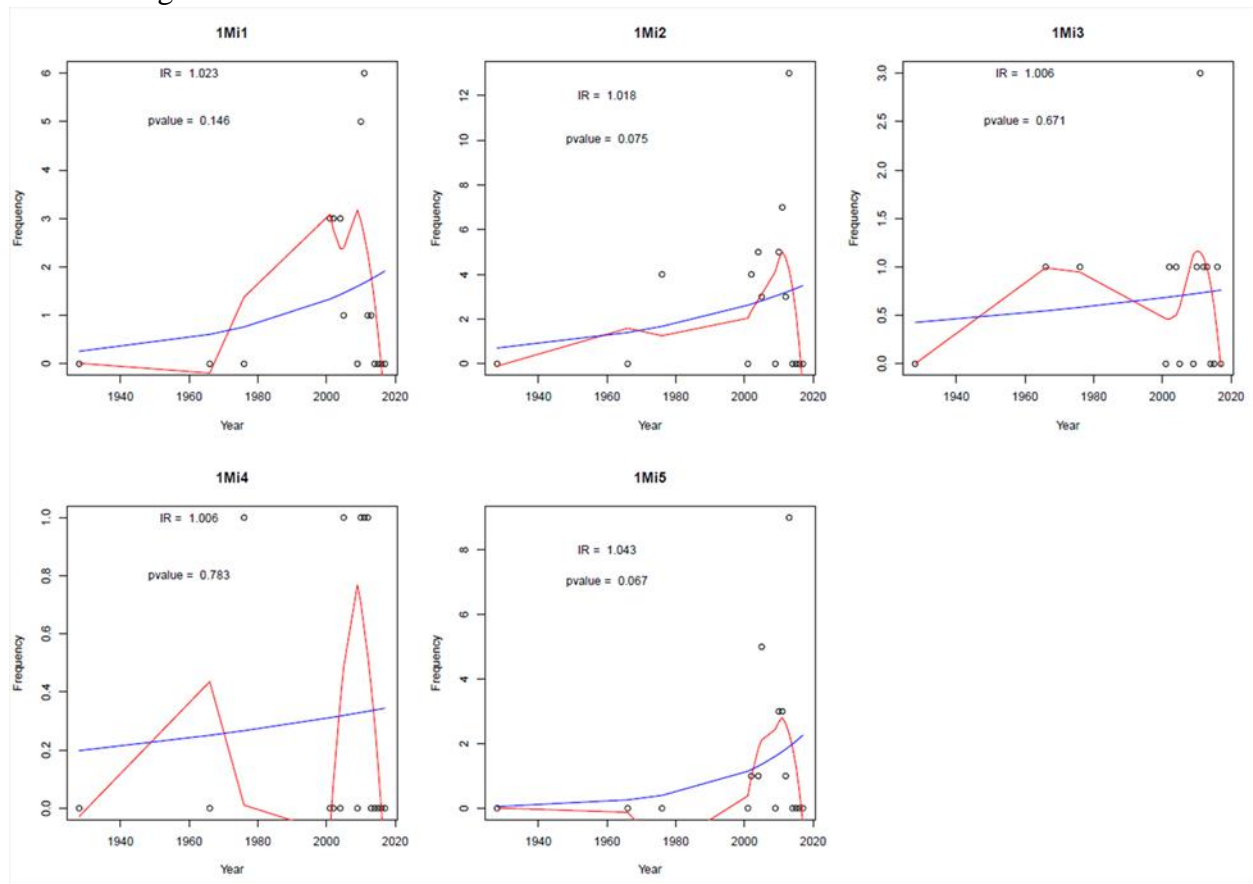 1Mi1
IR = 1.023
pvalue = 0.146
Frequency
0 1 2 3 4 5 6
1940 1960 1980 2000 2020
Year
1Mi2
IR = 1.018
pvalue = 0.075
Frequency
0 2 4 6 8 10 12
1940 1960 1980 2000 2020
Year
1Mi3
IR = 1.006
pvalue = 0.671
Frequency
0.0 0.5 1.0 1.5 2.0 2.5 3.0
1940 1960 1980 2000 2020
Year
1Mi4
IR = 1.006
pvalue = 0.783
Frequency
0.0 0.2 0.4 0.6 0.8 1.0
1940 1960 1980 2000 2020
Year
1Mi5
IR = 1.043
pvalue = 0.067
Frequency
0 2 4 6 8
1940 1960 1980 2000 2020
Year